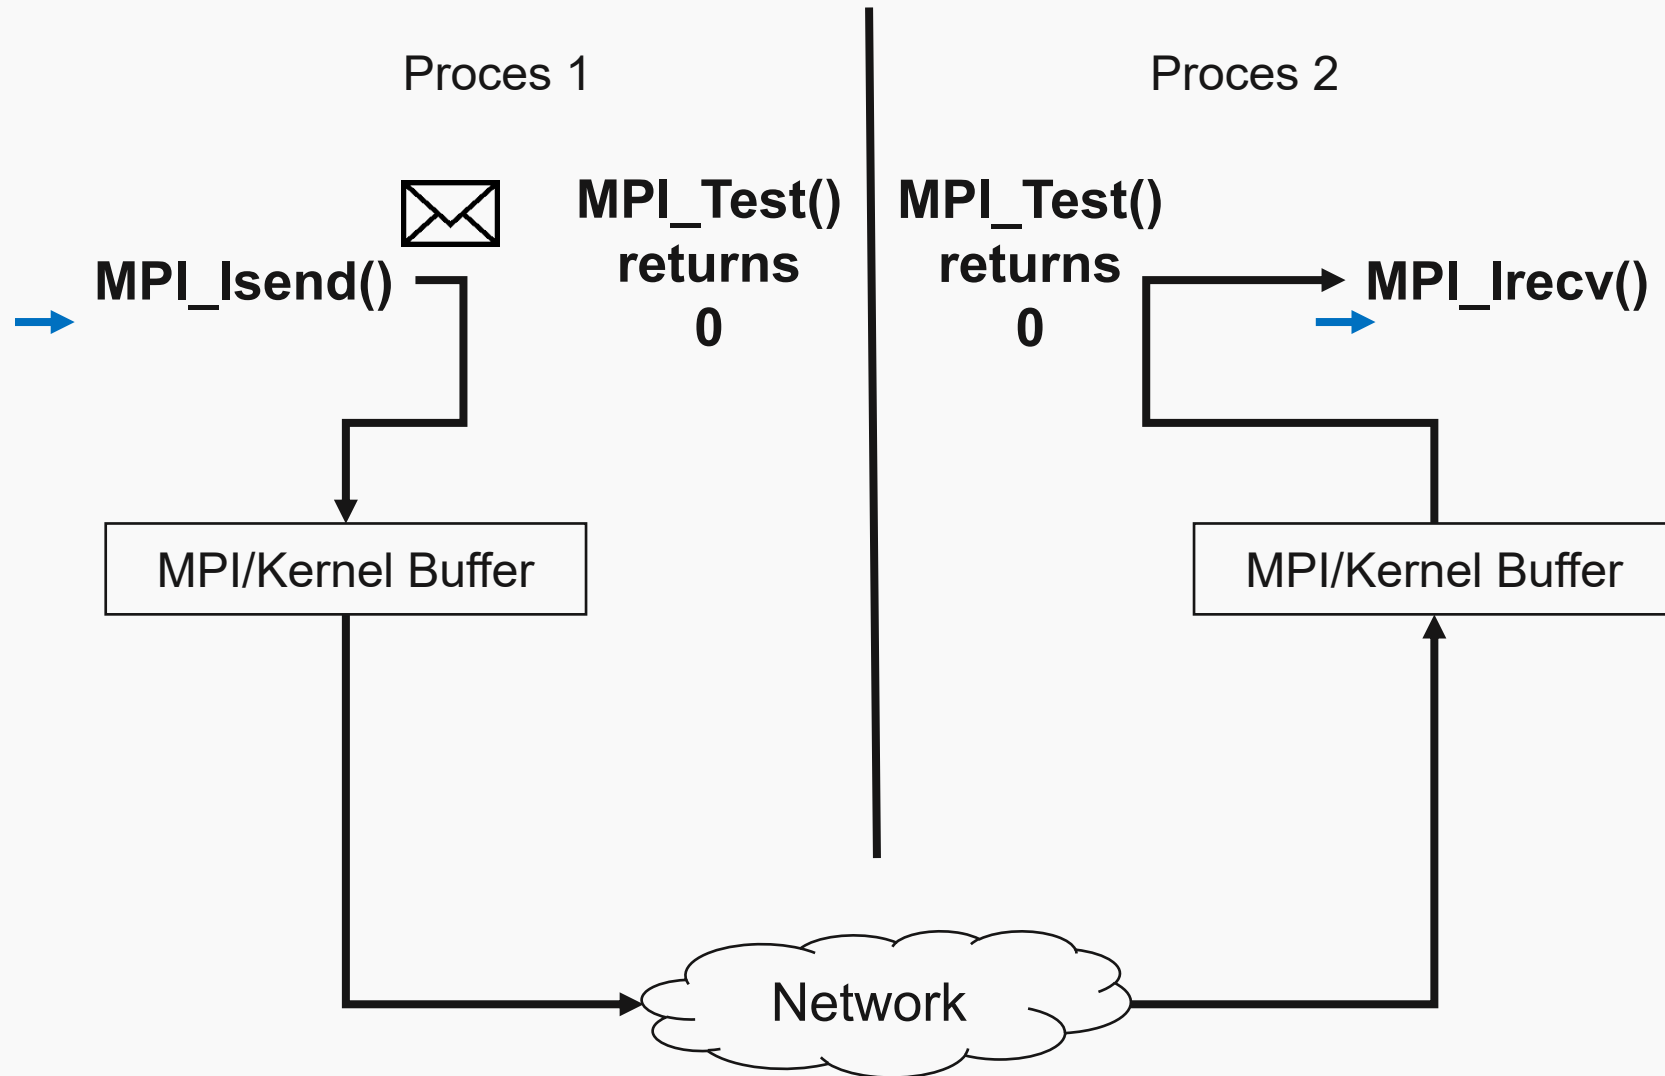 Proces 1
Proces 2
MPI_Test()
returns
0
MPI_Test()
returns
0
MPI_Isend()
MPI_Irecv()
MPI/Kernel Buffer
MPI/Kernel Buffer
Network